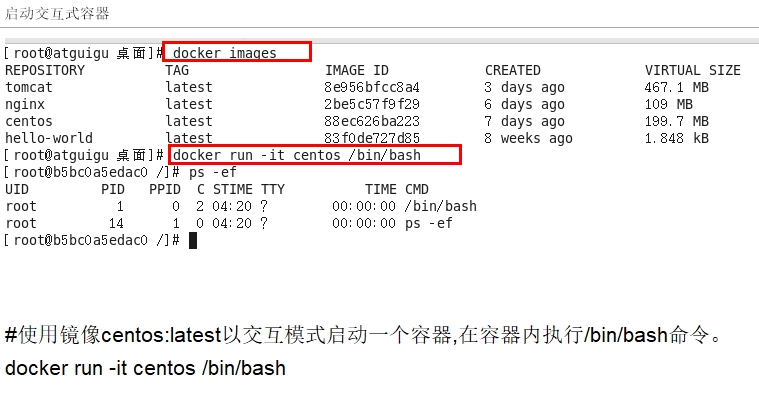 启动交互式容器
[root@atguigu 桌面]# docker images
REPOSITORY TAG IMAGE ID CREATED VIRTUAL SIZE
tomcat latest 8e956bfcc8a4 3 days ago 467.1 MB
nginx latest 2be5c57f9f29 6 days ago 109 MB
centos latest 88ec626ba223 7 days ago 199.7 MB
hello-world latest 83f0de727d85 8 weeks ago 1.848 kB
[root@atguigu 桌面]# docker run -it centos /bin/bash
[root@b5bc0a5edac0 /]# ps -ef
UID PID PPID C STIME TTY TIME CMD
root 1 0 2 04:20 ? 00:00:00 /bin/bash
root 14 1 0 04:20 ? 00:00:00 ps -ef
[root@b5bc0a5edac0 /]#
#使用镜像centos:latest以交互模式启动一个容器,在容器内执行/bin/bash命令。
docker run -it centos /bin/bash